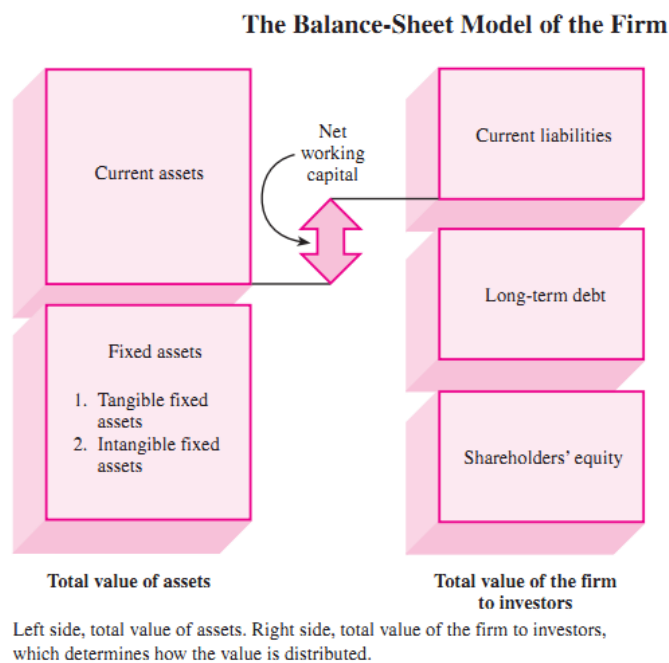 The Balance-Sheet Model of the Firm
Current assets
Net
working
capital
Current liabilities
Long-term debt
Fixed assets
1. Tangible fixed
assets
2. Intangible fixed
assets
Shareholders' equity
Total value of assets
Total value of the firm
to investors
Left side, total value of assets. Right side, total value of the firm to investors,
which determines how the value is distributed.